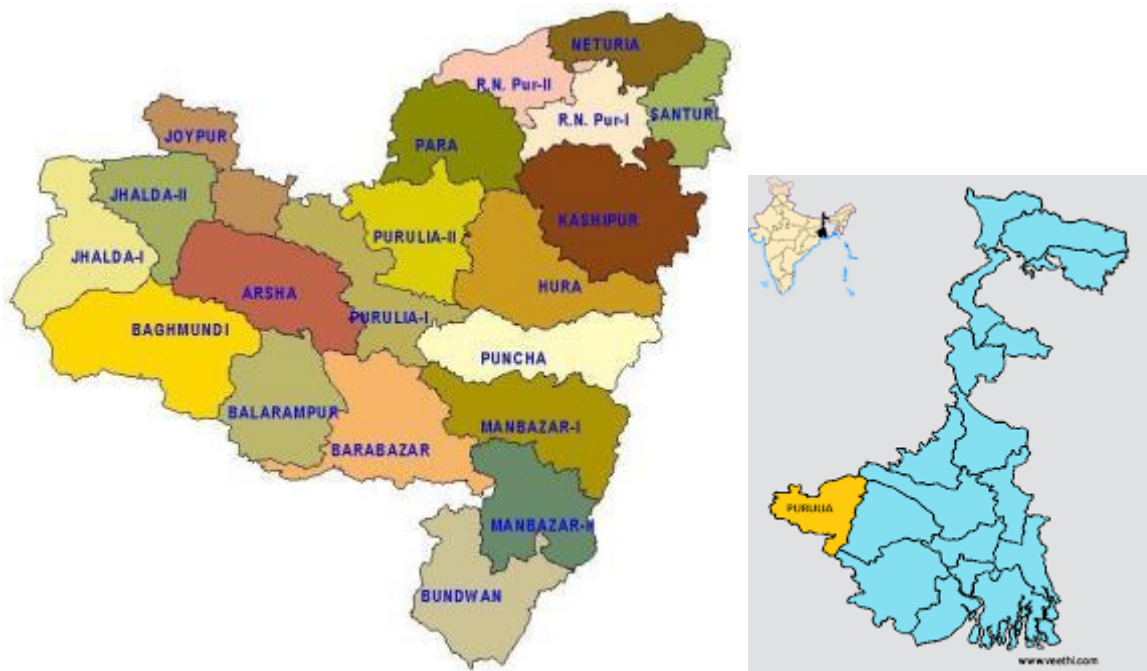 NETURIA
R.N. Pur-II
R.N. Pur-I
SANTURI
JOYPUR
PARA
JHALDA-II
KASHIPUR
PURULIA-II
JHALDA-I
ARSHA
HURA
PURULIA-I
BAGHMUNDI
PUNCHA
BALARAMPUR
MANBAZAR-I
BARABAZAR
MANBAZAR-II
BUNDWAN
PURULIA
www.veethi.com